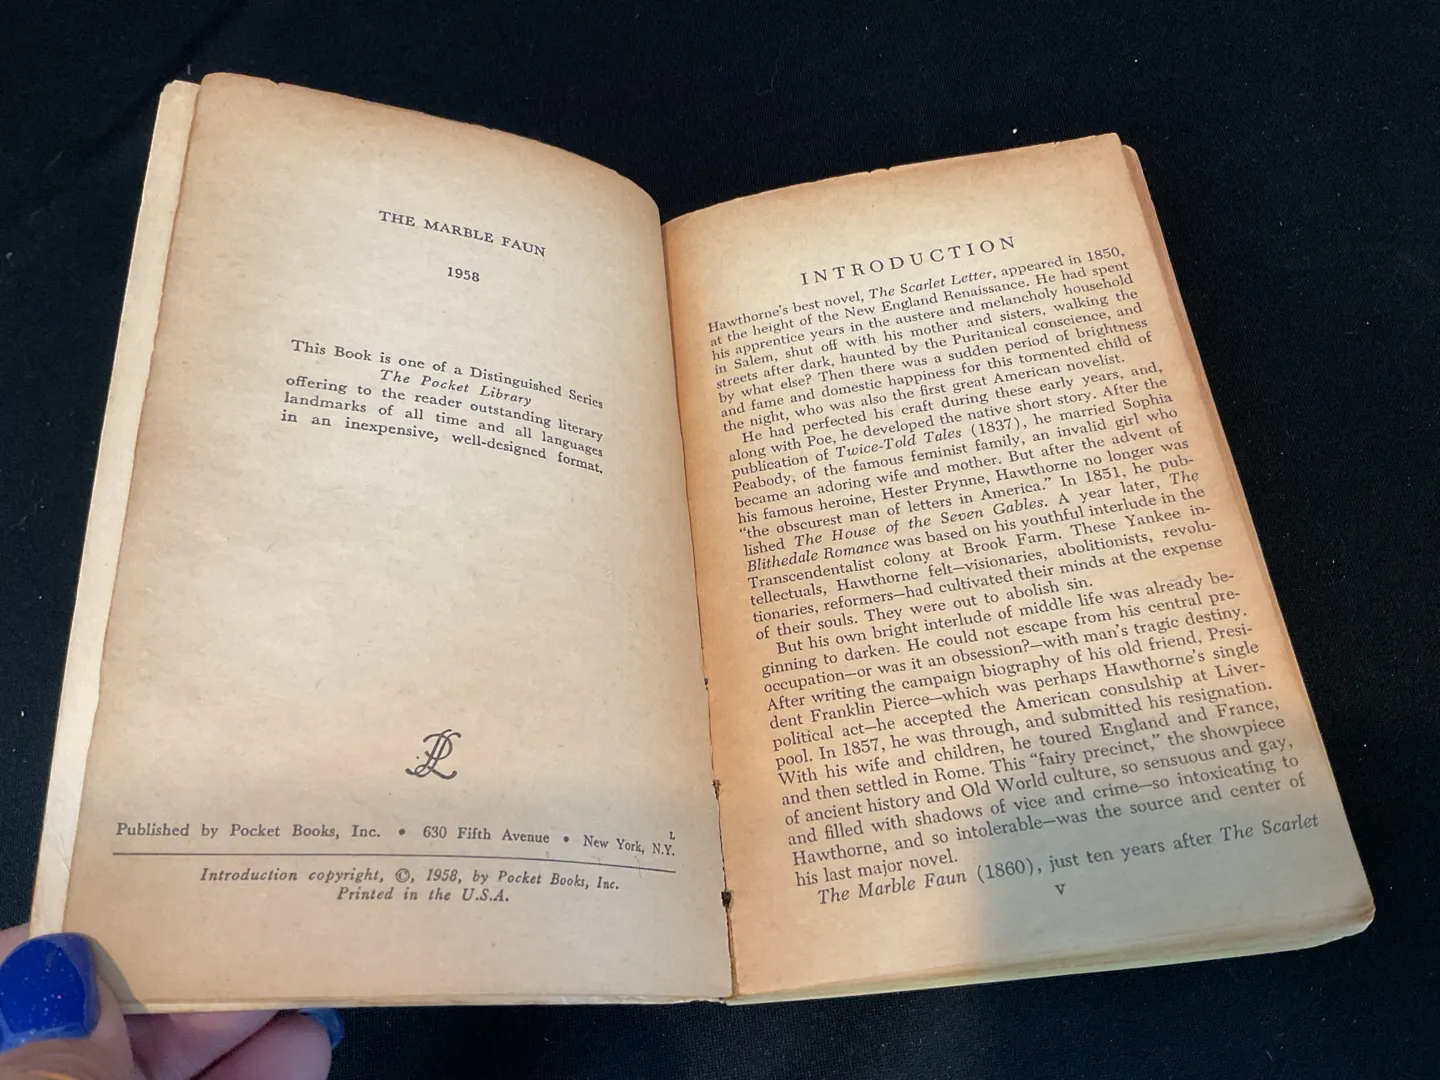 THE MARBLE FAUN
1958
This Book is one of a Distinguished Series
The Pocket Library
offering to the reader outstanding literary
landmarks of all time and all languages
in an inexpensive, well-designed format.
PL
L
Published by Pocket Books, Inc. • 630 Fifth Avenue • New York, N.Y.
Introduction copyright, ©, 1958, by Pocket Books, Inc.
Printed in the U.S.A.
INTRODUCTION
Hawthorne's best novel, The Scarlet Letter, appeared in 1850,
at the height of the New England Renaissance. He had spent
his apprentice years in the austere and melancholy household
in Salem, shut off with his mother and sisters, walking the
streets after dark, haunted by the Puritanical conscience, and
by what else? Then there was a sudden period of brightness
and fame and domestic happiness for this tormented child of
the night, who was also the first great American novelist.
He had perfected his craft during these early years, and,
along with Poe, he developed the native short story. After the
publication of Twice-Told Tales (1837), he married Sophia
Peabody, of the famous feminist family, an invalid girl who
became an adoring wife and mother. But after the advent of
his famous heroine, Hester Prynne, Hawthorne no longer was
"the obscurest man of letters in America." In 1851, he pub-
lished The House of the Seven Gables. A year later, The
Blithedale Romance was based on his youthful interlude in the
Transcendentalist colony at Brook Farm. These Yankee in-
tellectuals, Hawthorne felt—visionaries, abolitionists, revolu-
tionaries, reformers—had cultivated their minds at the expense
of their souls. They were out to abolish sin.
But his own bright interlude of middle life was already be-
ginning to darken. He could not escape from his central pre-
occupation—or was it an obsession?—with man's tragic destiny.
After writing the campaign biography of his old friend, Presi-
dent Franklin Pierce—which was perhaps Hawthorne's single
political act—he accepted the American consulship at Liver-
pool. In 1857, he was through, and submitted his resignation.
With his wife and children, he toured England and France,
and then settled in Rome. This "fairy precinct," the showpiece
of ancient history and Old World culture, so sensuous and gay,
and filled with shadows of vice and crime—so intoxicating to
Hawthorne, and so intolerable—was the source and center of
his last major novel.
The Marble Faun (1860), just ten years after The Scarlet
V